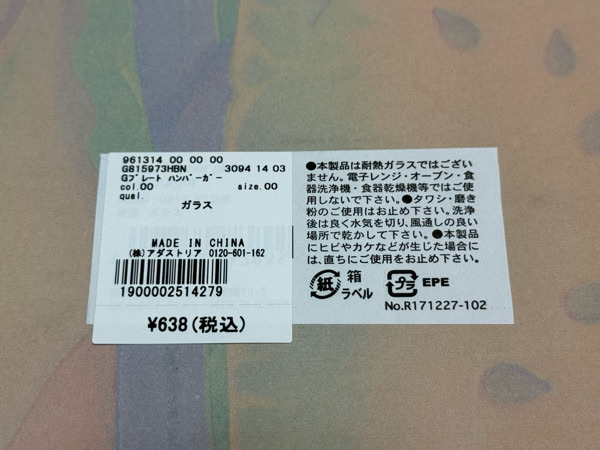 961314 00 00 00
G815973HBN 3094 14 03
Gﾌﾟﾚｰﾄ ﾊﾝﾊﾞｰｶﾞｰ
col.00 size.00
qual.
ガラス
MADE IN CHINA
(株)アダストリア 0120-601-162
1900002514279
¥638(税込)
●本製品は耐熱ガラスではござい
ません。電子レンジ・オーブン・食
器洗浄機・食器乾燥機等ではご使
用しないで下さい。●タワシ・磨き
粉のご使用はお止め下さい。洗浄
後は良く水気を切り、風通しの良い
場所で乾かして下さい。●本製品
にヒビやカケなどが生じた場合に
は、直ちにご使用をお止め下さい。
紙 箱
ラベル
プラ EPE
No.R171227-102